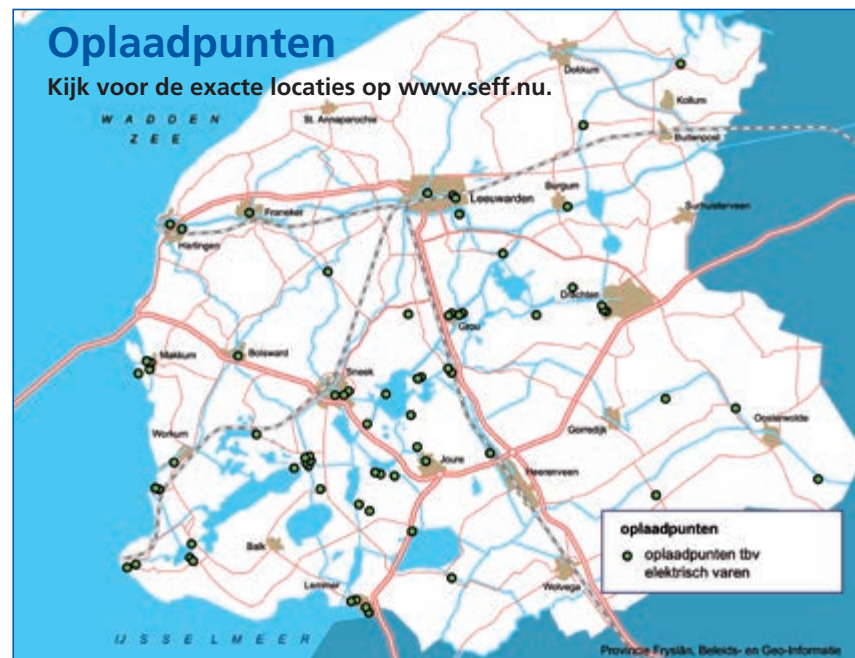 Oplaadpunten
Kijk voor de exacte locaties op www.seff.nu.
Dokkum
Kollum
W A D D E N
Z E E
St. Annaparochie
Buitenpost
Leeuwarden
Burgum
Franeker
Surhuisterveen
Harlingen
Drachten
Grou
Makkum
Bolsward
Sneek
Gorredijk
Oosterwolde
Workum
Joure
Heerenveen
Balk
oplaadpunten
oplaadpunten tbv
elektrisch varen
Lemmer
Wolvega
IJ S S E L M E E R
Provincie Fryslân, Beleids- en Geo-Informatie